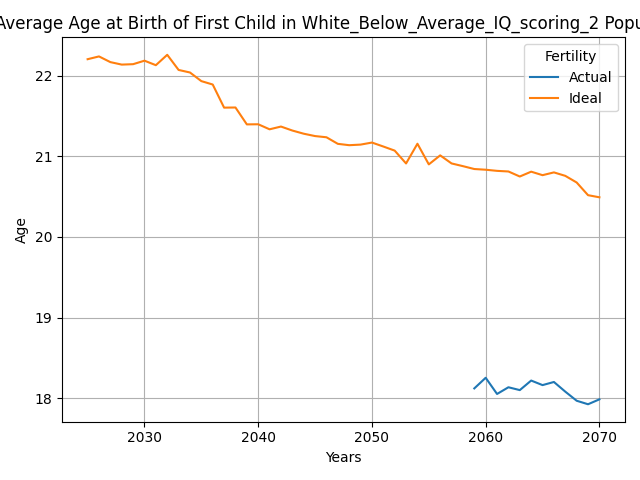 Average Age at Birth of First Child in White_Below_Average_IQ_scoring_2
Fertility
Actual
Ideal
Age
22
21
20
19
18
2030 2040 2050 2060 2070
Years